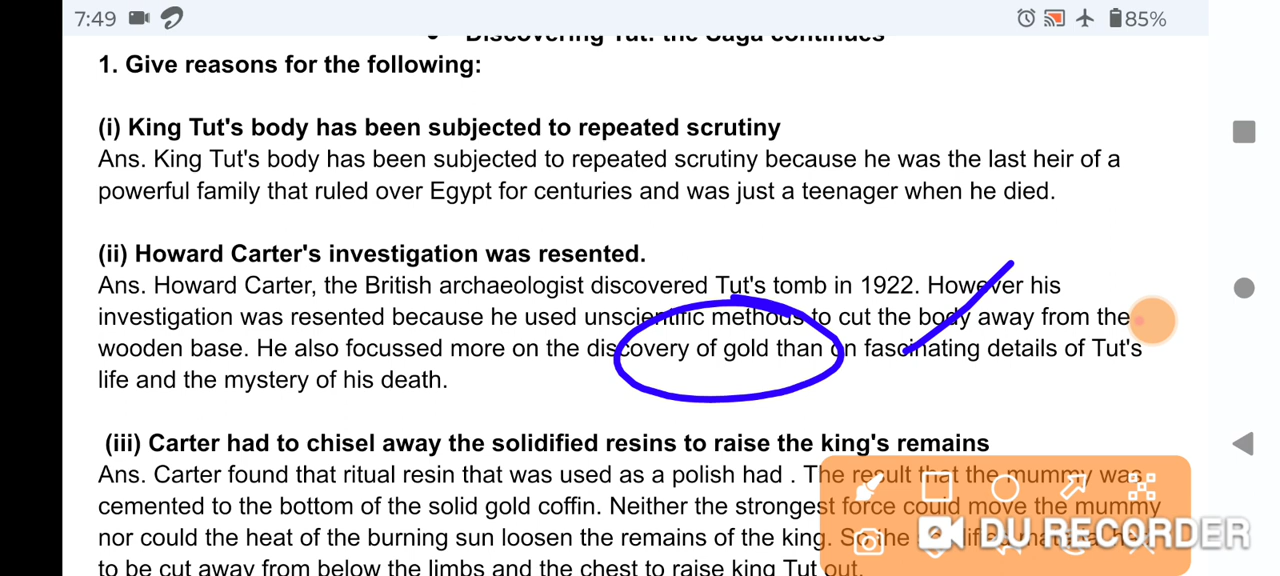 7:49
85%
Discovering Tut: the Saga continues
1. Give reasons for the following:
(i) King Tut's body has been subjected to repeated scrutiny
Ans. King Tut's body has been subjected to repeated scrutiny because he was the last heir of a
powerful family that ruled over Egypt for centuries and was just a teenager when he died.
(ii) Howard Carter's investigation was resented.
Ans. Howard Carter, the British archaeologist discovered Tut's tomb in 1922. However his
investigation was resented because he used unscientific methods to cut the body away from the
wooden base. He also focussed more on the discovery of gold than on fascinating details of Tut's
life and the mystery of his death.
(iii) Carter had to chisel away the solidified resins to raise the king's remains
Ans. Carter found that ritual resin that was used as a polish had . The result that the mummy was
cemented to the bottom of the solid gold coffin. Neither the strongest force could move the mummy
nor could the heat of the burning sun loosen the remains of the king. So the
to be cut away from below the limbs and the chest to raise king Tut out.
DU RECORDER